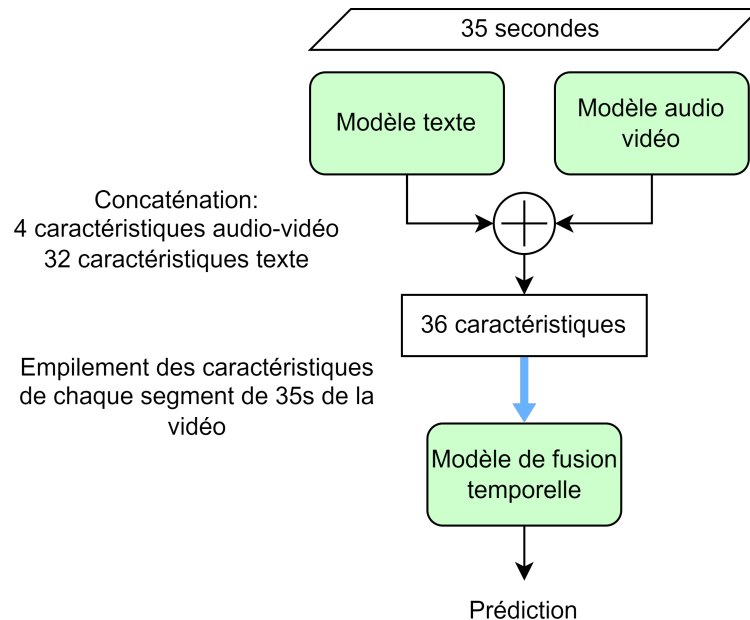 35 secondes
Modèle texte
Modèle audio
vidéo
Concaténation:
4 caractéristiques audio-vidéo
32 caractéristiques texte
36 caractéristiques
Empilement des caractéristiques
de chaque segment de 35s de la
vidéo
Modèle de fusion
temporelle
Prédiction